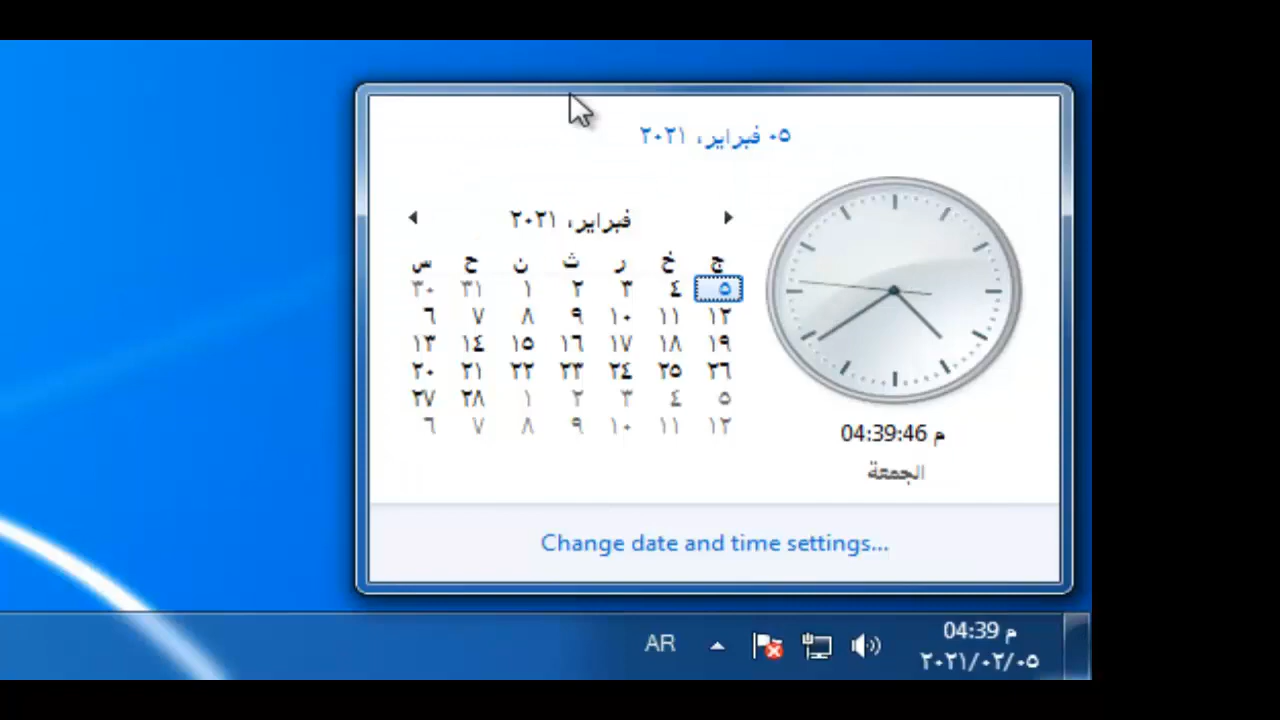 ٠٥ فبراير، ٢٠٢١
فبراير، ٢٠٢١
س ح ن ث ر خ ج
٣٠ ٣١ ١ ٢ ٣ ٤ ٥
٦ ٧ ٨ ٩ ١٠ ١١ ١٢
١٣ ١٤ ١٥ ١٦ ١٧ ١٨ ١٩
٢٠ ٢١ ٢٢ ٢٣ ٢٤ ٢٥ ٢٦
٢٧ ٢٨ ١ ٢ ٣ ٤ ٥
٦ ٧ ٨ ٩ ١٠ ١١ ١٢
04:39:46 م
الجمعة
Change date and time settings...
AR
04:39 م
٢٠٢١/٠٢/٠٥